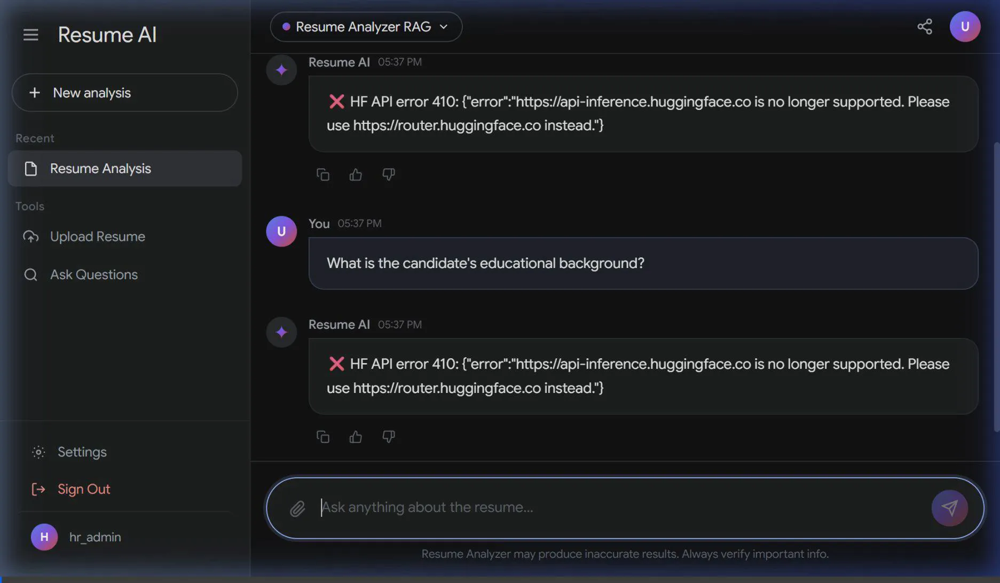 Resume AI
New analysis
Recent
Resume Analysis
Tools
Upload Resume
Ask Questions
Settings
Sign Out
H
hr_admin
Resume Analyzer RAG
U
Resume AI 05:37 PM
❌ HF API error 410: {"error":"https://api-inference.huggingface.co is no longer supported. Please
use https://router.huggingface.co instead."}
U
You 05:37 PM
What is the candidate's educational background?
Resume AI 05:37 PM
❌ HF API error 410: {"error":"https://api-inference.huggingface.co is no longer supported. Please
use https://router.huggingface.co instead."}
Ask anything about the resume...
Resume Analyzer may produce inaccurate results. Always verify important info.